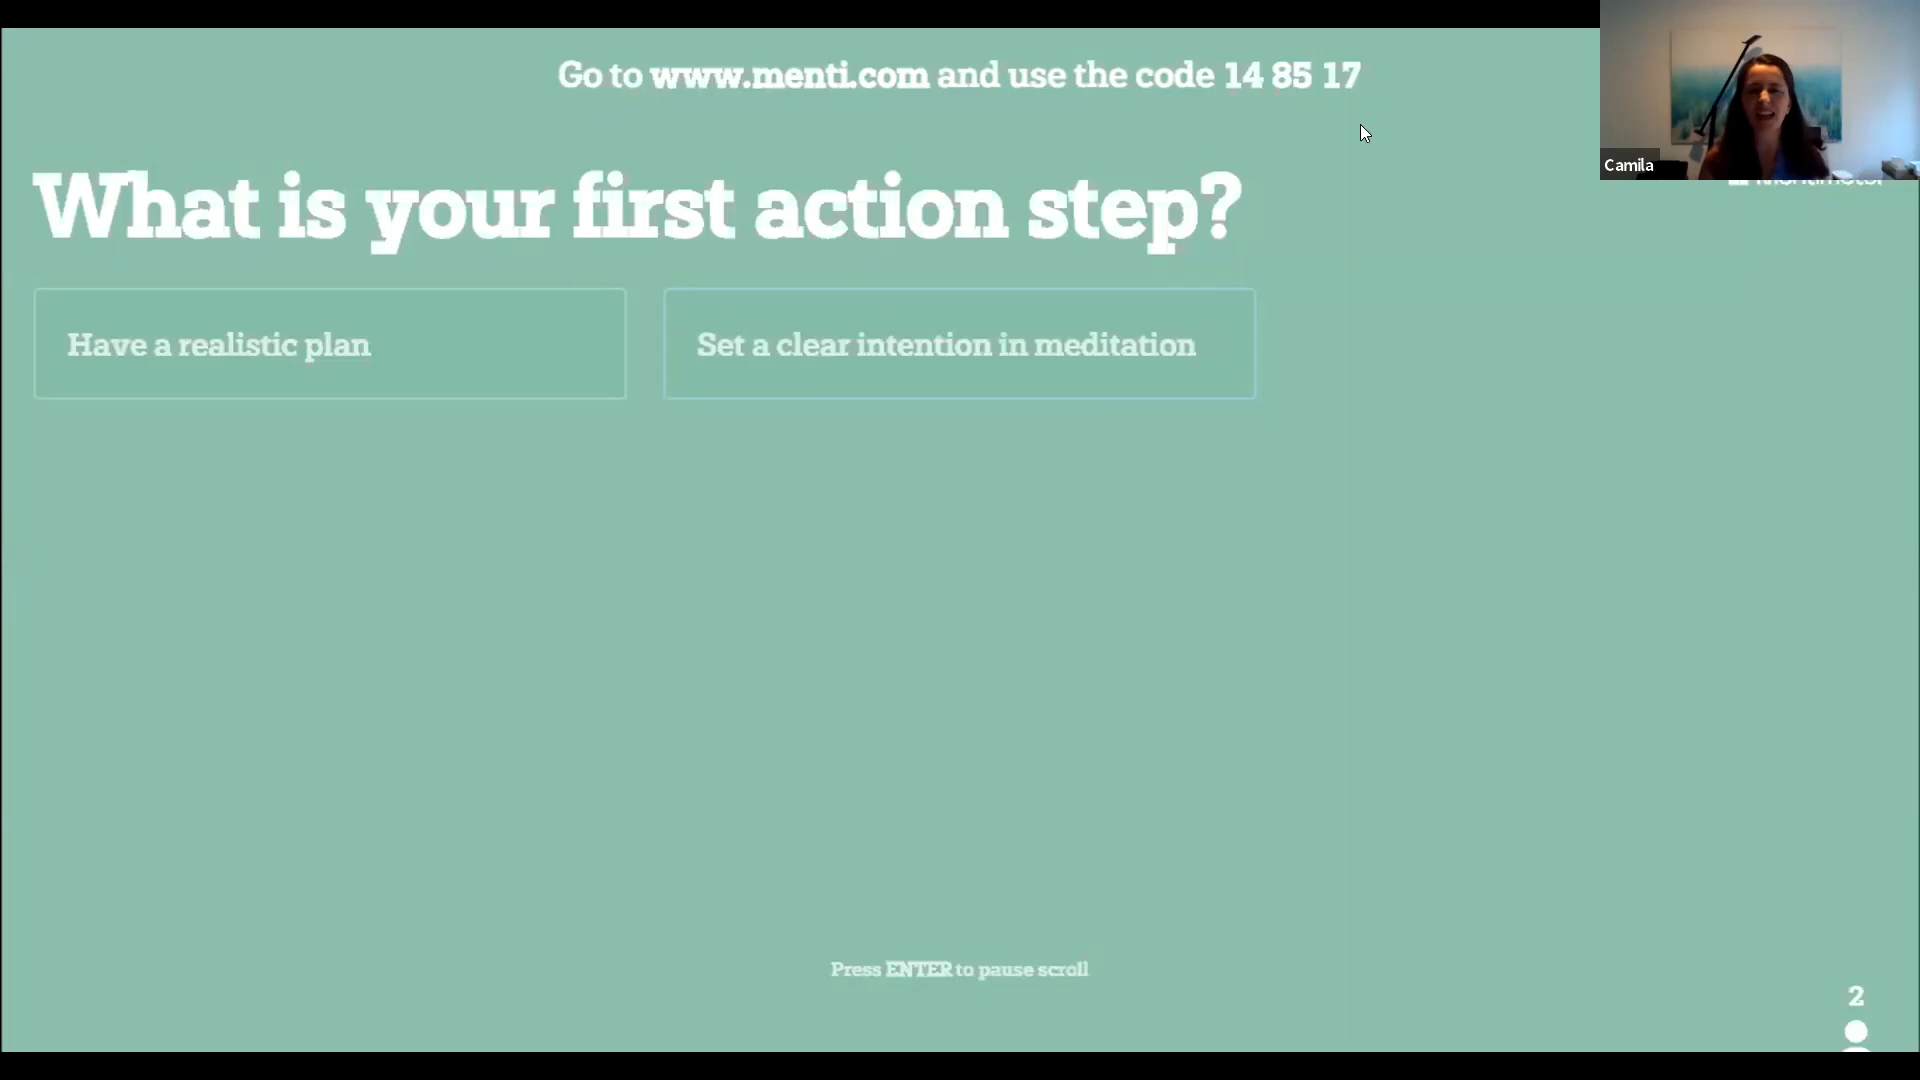 Go to www.menti.com and use the code 14 85 17
Camila
What is your first action step?
Have a realistic plan
Set a clear intention in meditation
Press ENTER to pause scroll
2